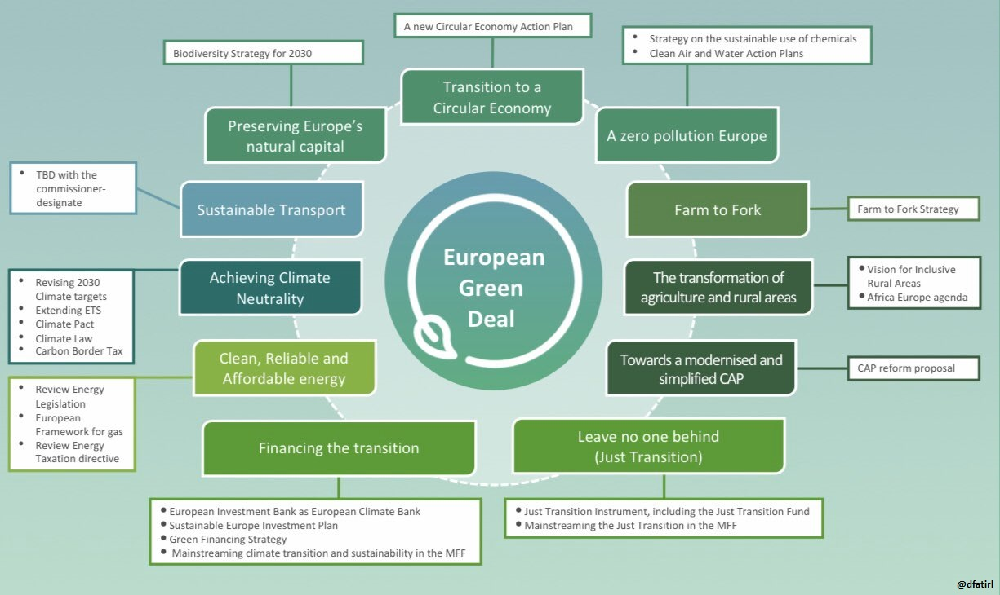 A new Circular Economy Action Plan
Biodiversity Strategy for 2030
• Strategy on the sustainable use of chemicals
• Clean Air and Water Action Plans
Transition to a
Circular Economy
Preserving Europe's
natural capital
A zero pollution Europe
• TBD with the
commissioner-
designate
Sustainable Transport
Farm to Fork
Farm to Fork Strategy
European
Green
Deal
Achieving Climate
Neutrality
• Revising 2030
Climate targets
• Extending ETS
• Climate Pact
• Climate Law
• Carbon Border Tax
The transformation of
agriculture and rural areas
• Vision for Inclusive
Rural Areas
• Africa Europe agenda
Clean, Reliable and
Affordable energy
• Review Energy
Legislation
• European
Framework for gas
• Review Energy
Taxation directive
Towards a modernised and
simplified CAP
CAP reform proposal
Financing the transition
• European Investment Bank as European Climate Bank
• Sustainable Europe Investment Plan
• Green Financing Strategy
• Mainstreaming climate transition and sustainability in the MFF
Leave no one behind
(Just Transition)
• Just Transition Instrument, including the Just Transition Fund
• Mainstreaming the Just Transition in the MFF
@dfatirl